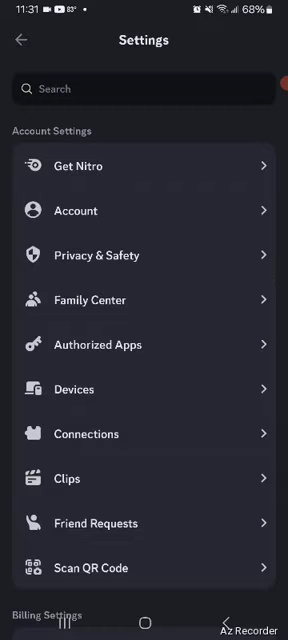 11:31 83° 68%
Settings
Search
Account Settings
Get Nitro
Account
Privacy & Safety
Family Center
Authorized Apps
Devices
Connections
Clips
Friend Requests
Scan QR Code
Billing Settings
Az Recorder